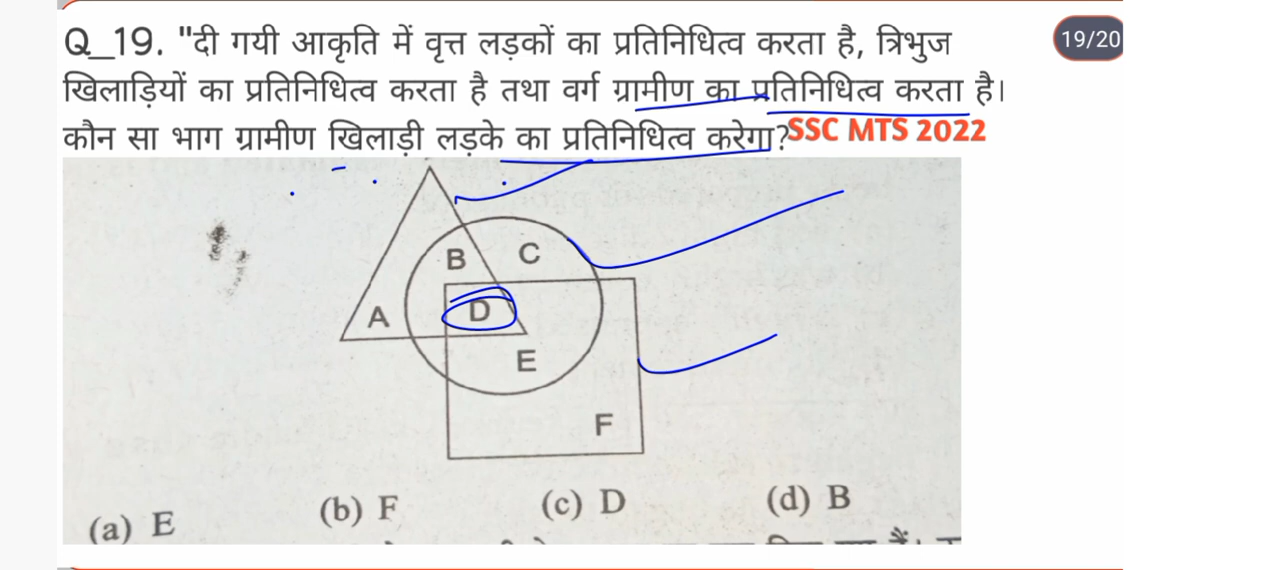 Q_19. "दी गयी आकृति में वृत्त लड़कों का प्रतिनिधित्व करता है, त्रिभुज
19/20
खिलाड़ियों का प्रतिनिधित्व करता है तथा वर्ग ग्रामीण का प्रतिनिधित्व करता है।
कौन सा भाग ग्रामीण खिलाड़ी लड़के का प्रतिनिधित्व करेगा?SSC MTS 2022
B C
A D
E
F
(a) E (b) F (c) D (d) B